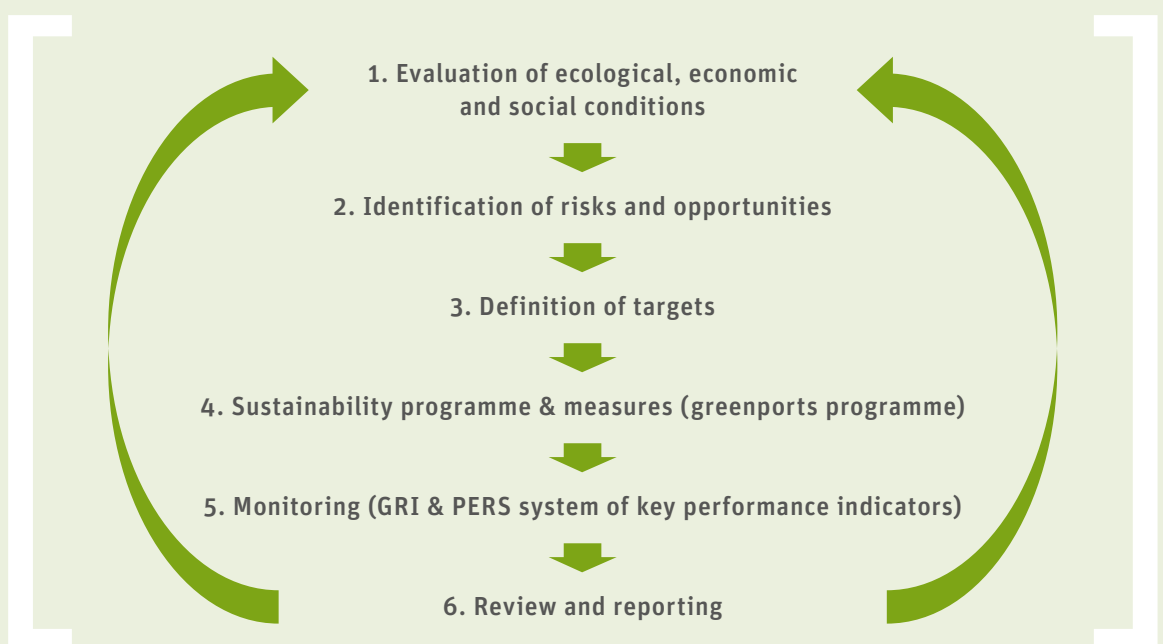 1. Evaluation of ecological, economic
and social conditions
2. Identification of risks and opportunities
3. Definition of targets
4. Sustainability programme & measures (greenports programme)
5. Monitoring (GRI & PERS system of key performance indicators)
6. Review and reporting